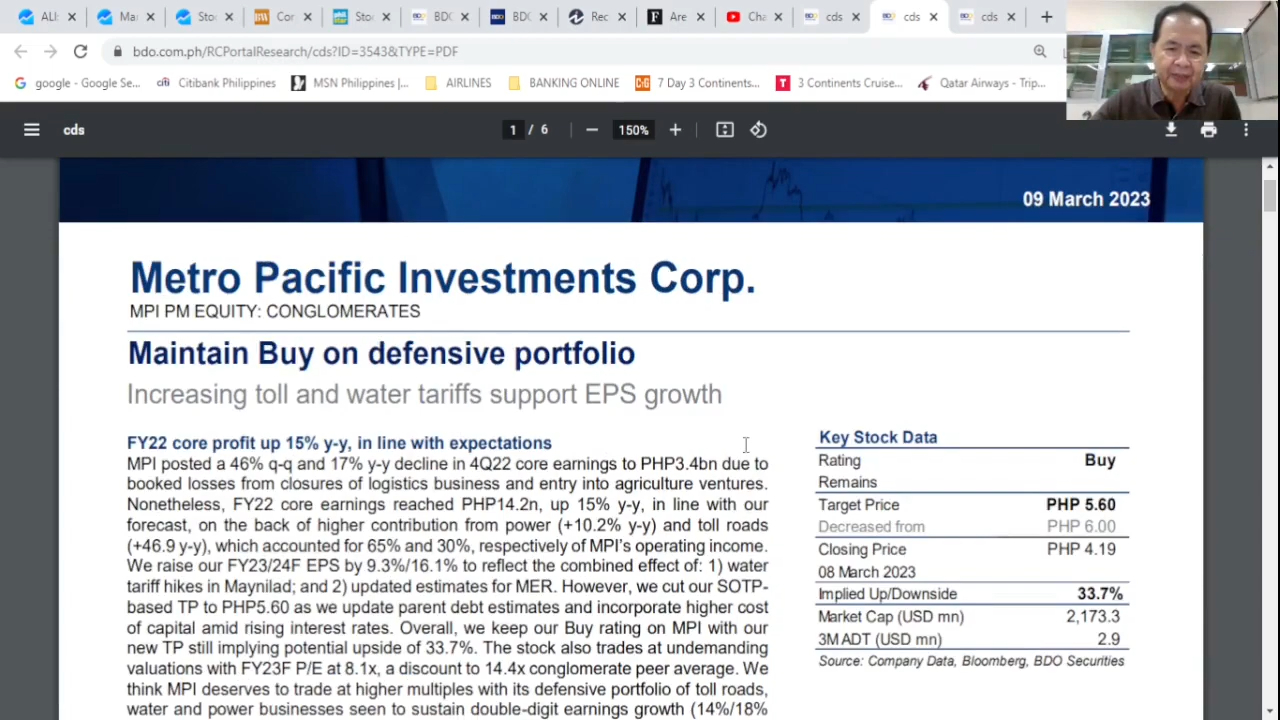 ALI
Ma
Sto
Cor
Stoc
BDO
BDO
Rec
Are
Cha
cds
cds
cds
bdo.com.ph/RCPortalResearch/cds?ID=3543&TYPE=PDF
google - Google Se...
Citibank Philippines
MSN Philippines |...
AIRLINES
BANKING ONLINE
7 Day 3 Continents...
3 Continents Cruise...
Qatar Airways - Trip...
cds
1 / 6
150%
09 March 2023
Metro Pacific Investments Corp.
MPI PM EQUITY: CONGLOMERATES
Maintain Buy on defensive portfolio
Increasing toll and water tariffs support EPS growth
FY22 core profit up 15% y-y, in line with expectations
MPI posted a 46% q-q and 17% y-y decline in 4Q22 core earnings to PHP3.4bn due to
booked losses from closures of logistics business and entry into agriculture ventures.
Nonetheless, FY22 core earnings reached PHP14.2n, up 15% y-y, in line with our
forecast, on the back of higher contribution from power (+10.2% y-y) and toll roads
(+46.9 y-y), which accounted for 65% and 30%, respectively of MPI's operating income.
We raise our FY23/24F EPS by 9.3%/16.1% to reflect the combined effect of: 1) water
tariff hikes in Maynilad; and 2) updated estimates for MER. However, we cut our SOTP-
based TP to PHP5.60 as we update parent debt estimates and incorporate higher cost
of capital amid rising interest rates. Overall, we keep our Buy rating on MPI with our
new TP still implying potential upside of 33.7%. The stock also trades at undemanding
valuations with FY23F P/E at 8.1x, a discount to 14.4x conglomerate peer average. We
think MPI deserves to trade at higher multiples with its defensive portfolio of toll roads,
water and power businesses seen to sustain double-digit earnings growth (14%/18%
Key Stock Data
Rating Buy
Remains
Target Price PHP 5.60
Decreased from PHP 6.00
Closing Price PHP 4.19
08 March 2023
Implied Up/Downside 33.7%
Market Cap (USD mn) 2,173.3
3M ADT (USD mn) 2.9
Source: Company Data, Bloomberg, BDO Securities